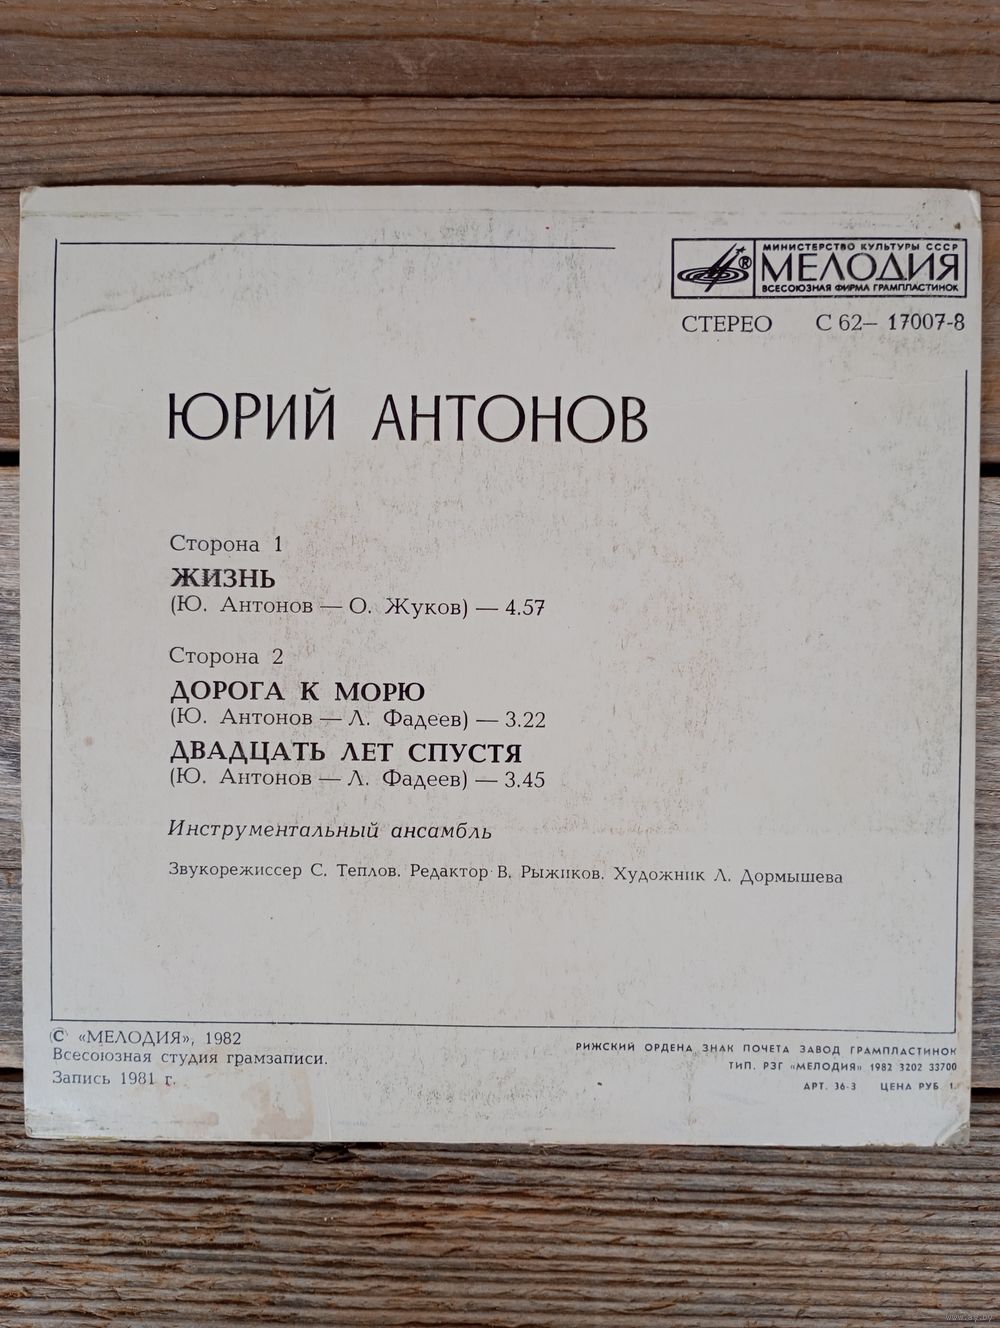 МИНИСТЕРСТВО КУЛЬТУРЫ СССР
® МЕЛОДИЯ
ВСЕСОЮЗНАЯ ФИРМА ГРАМПЛАСТИНОК
СТЕРЕО С 62— 17007-8
ЮРИЙ АНТОНОВ
Сторона 1
ЖИЗНЬ
(Ю. Антонов — О. Жуков) — 4.57
Сторона 2
ДОРОГА К МОРЮ
(Ю. Антонов — Л. Фадеев) — 3.22
ДВАДЦАТЬ ЛЕТ СПУСТЯ
(Ю. Антонов — Л. Фадеев) — 3.45
Инструментальный ансамбль
Звукорежиссер С. Теплов. Редактор В. Рыжиков. Художник Л. Дормышева
© «МЕЛОДИЯ», 1982
Всесоюзная студия грамзаписи.
Запись 1981 г.
РИЖСКИЙ ОРДЕНА ЗНАК ПОЧЕТА ЗАВОД ГРАМПЛАСТИНОК
ТИП. РЗГ «МЕЛОДИЯ» 1982 3202 33700
АРТ. 36-3 ЦЕНА РУБ 1.